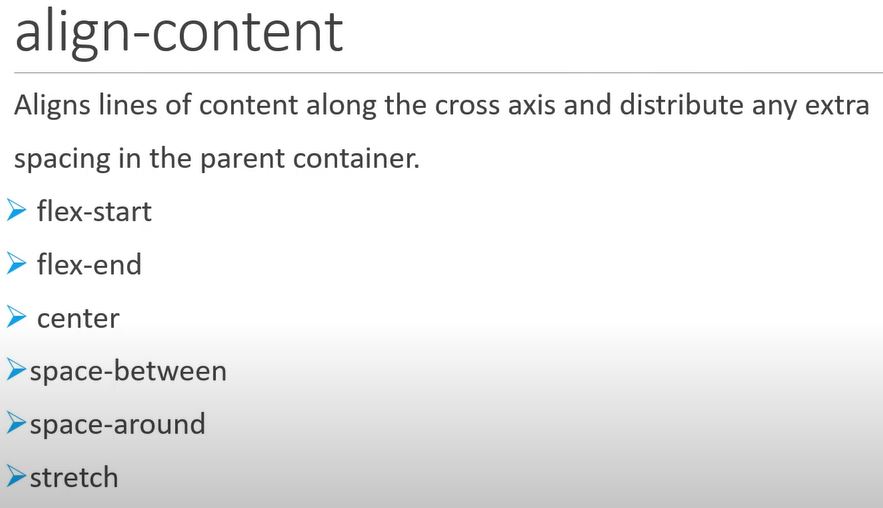 align-content
Aligns lines of content along the cross axis and distribute any extra
spacing in the parent container.
flex-start
flex-end
center
space-between
space-around
stretch